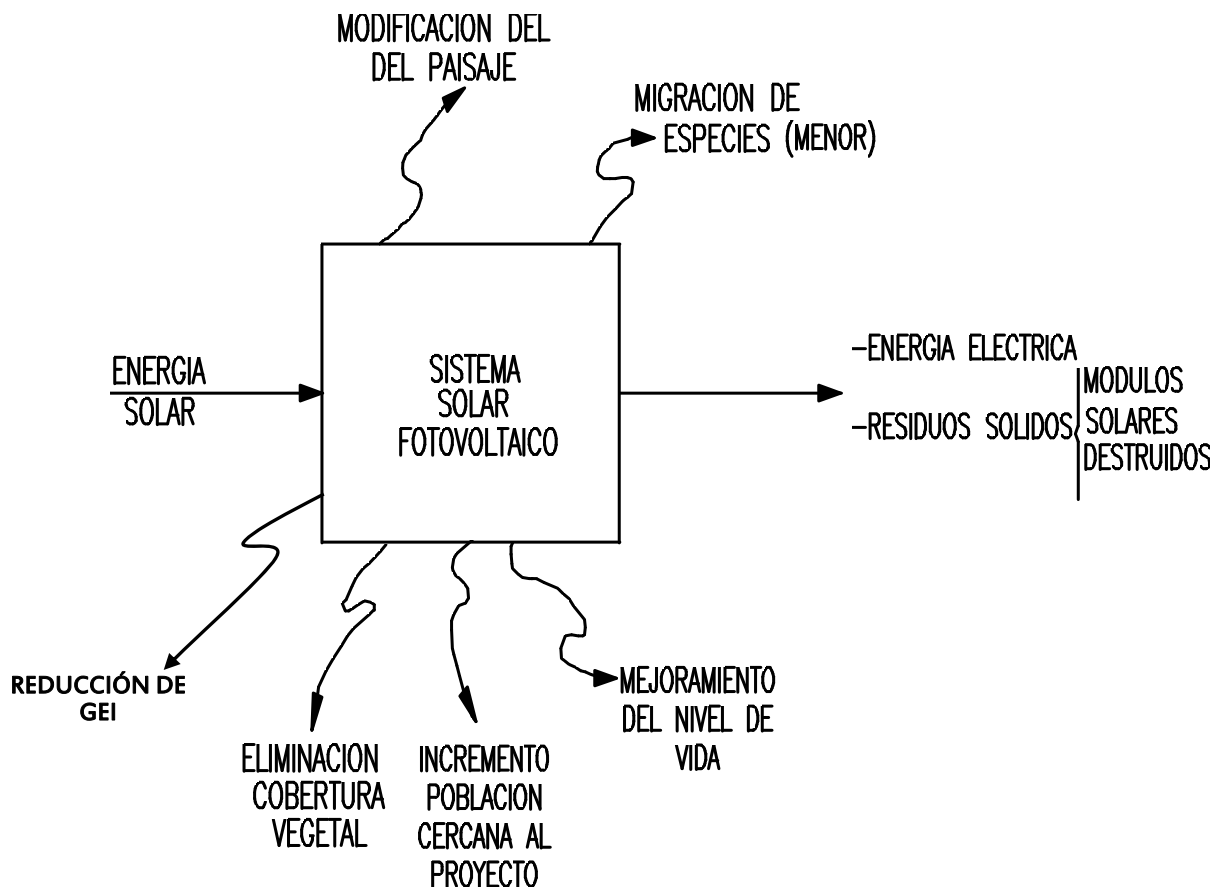 MODIFICACION DEL
DEL PAISAJE
MIGRACION DE
ESPECIES (MENOR)
ENERGIA
SOLAR
SISTEMA
SOLAR
FOTOVOLTAICO
-ENERGIA ELECTRICA
-RESIDUOS SOLIDOS
MODULOS
SOLARES
DESTRUIDOS
REDUCCIÓN DE
GEI
ELIMINACION
COBERTURA
VEGETAL
INCREMENTO
POBLACION
CERCANA AL
PROYECTO
MEJORAMIENTO
DEL NIVEL DE
VIDA